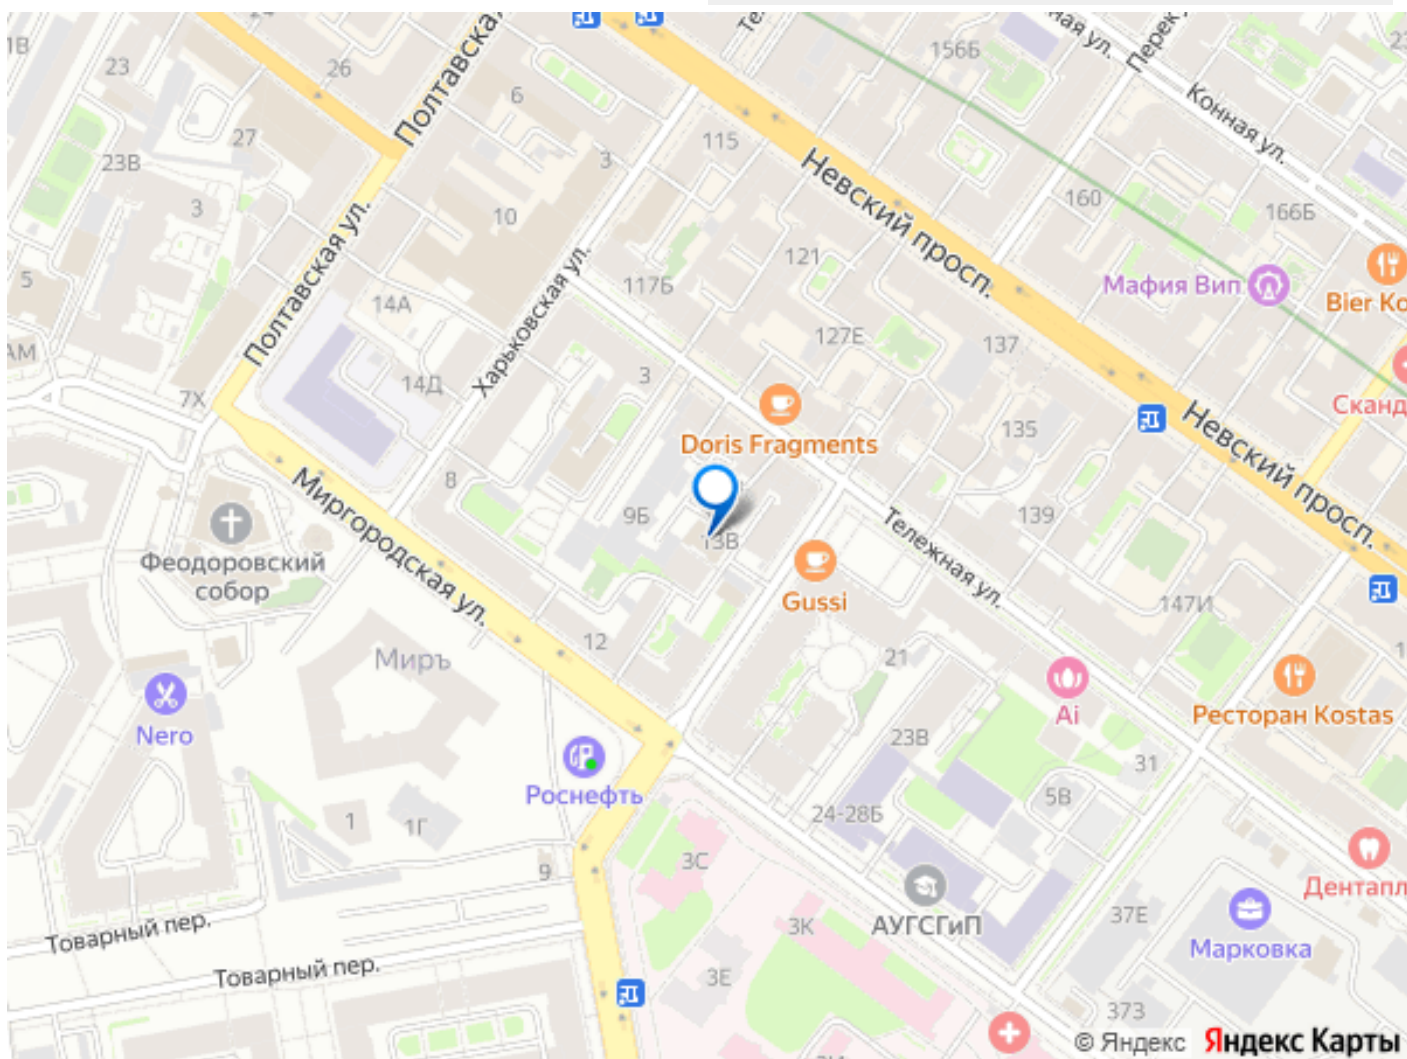 Полтавская
ная ул.
156Б
1В
23
26
6
Конная ул.
27
115
3
23В
Невский просп.
160
3
10
166Б
Полтавская ул.
121
5
117Б
Мафия Вип
14А
Bier Ko
Харьковская ул.
127Е
137
АМ
3
14Д
7Х
Сканд
Doris Fragments
135
Невский просп.
8
9Б
139
13В
Тележная ул.
Миргородская ул.
Феодоровский
собор
Gussi
147И
12
21
Миръ
Ai
Ресторан Kostas
Nero
23В
31
Роснефть
5В
24-28Б
1
1Г
3С
9
Дентапл
37Е
3К
АУГСГиП
Товарный пер.
Марковка
Товарный пер.
3Е
373
© Яндекс Яндекс Карты